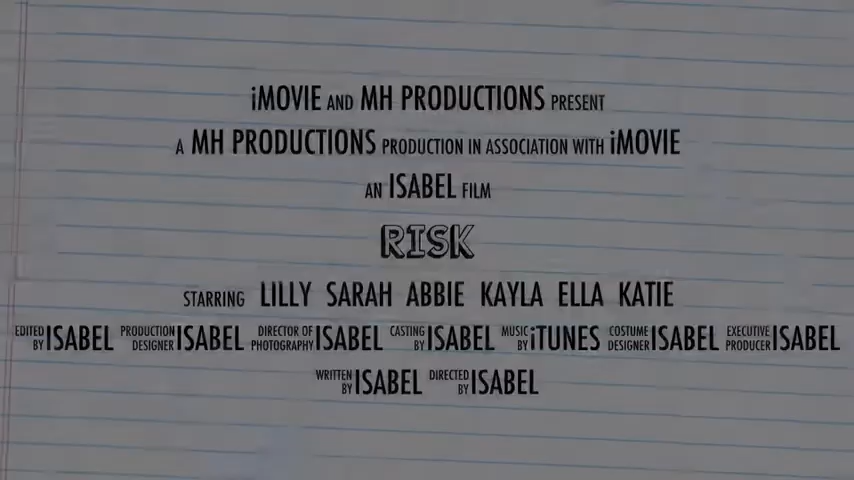 iMOVIE AND MH PRODUCTIONS PRESENT
A MH PRODUCTIONS PRODUCTION IN ASSOCIATION WITH iMOVIE
AN ISABEL FILM
RISK
STARRING LILLY SARAH ABBIE KAYLA ELLA KATIE
EDITED BY ISABEL PRODUCTION DESIGNER ISABEL DIRECTOR OF PHOTOGRAPHY ISABEL CASTING BY ISABEL MUSIC BY iTUNES COSTUME DESIGNER ISABEL EXECUTIVE PRODUCER ISABEL
WRITTEN BY ISABEL DIRECTED BY ISABEL